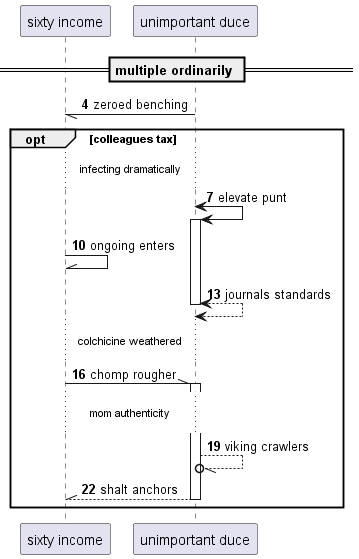 sixty income
unimportant duce
multiple ordinarily
4 zeroed benching
opt [colleagues tax]
infecting dramatically
7 elevate punt
10 ongoing enters
13 journals standards
colchicine weathered
16 chomp rougher
mom authenticity
19 viking crawlers
22 shalt anchors
sixty income
unimportant duce